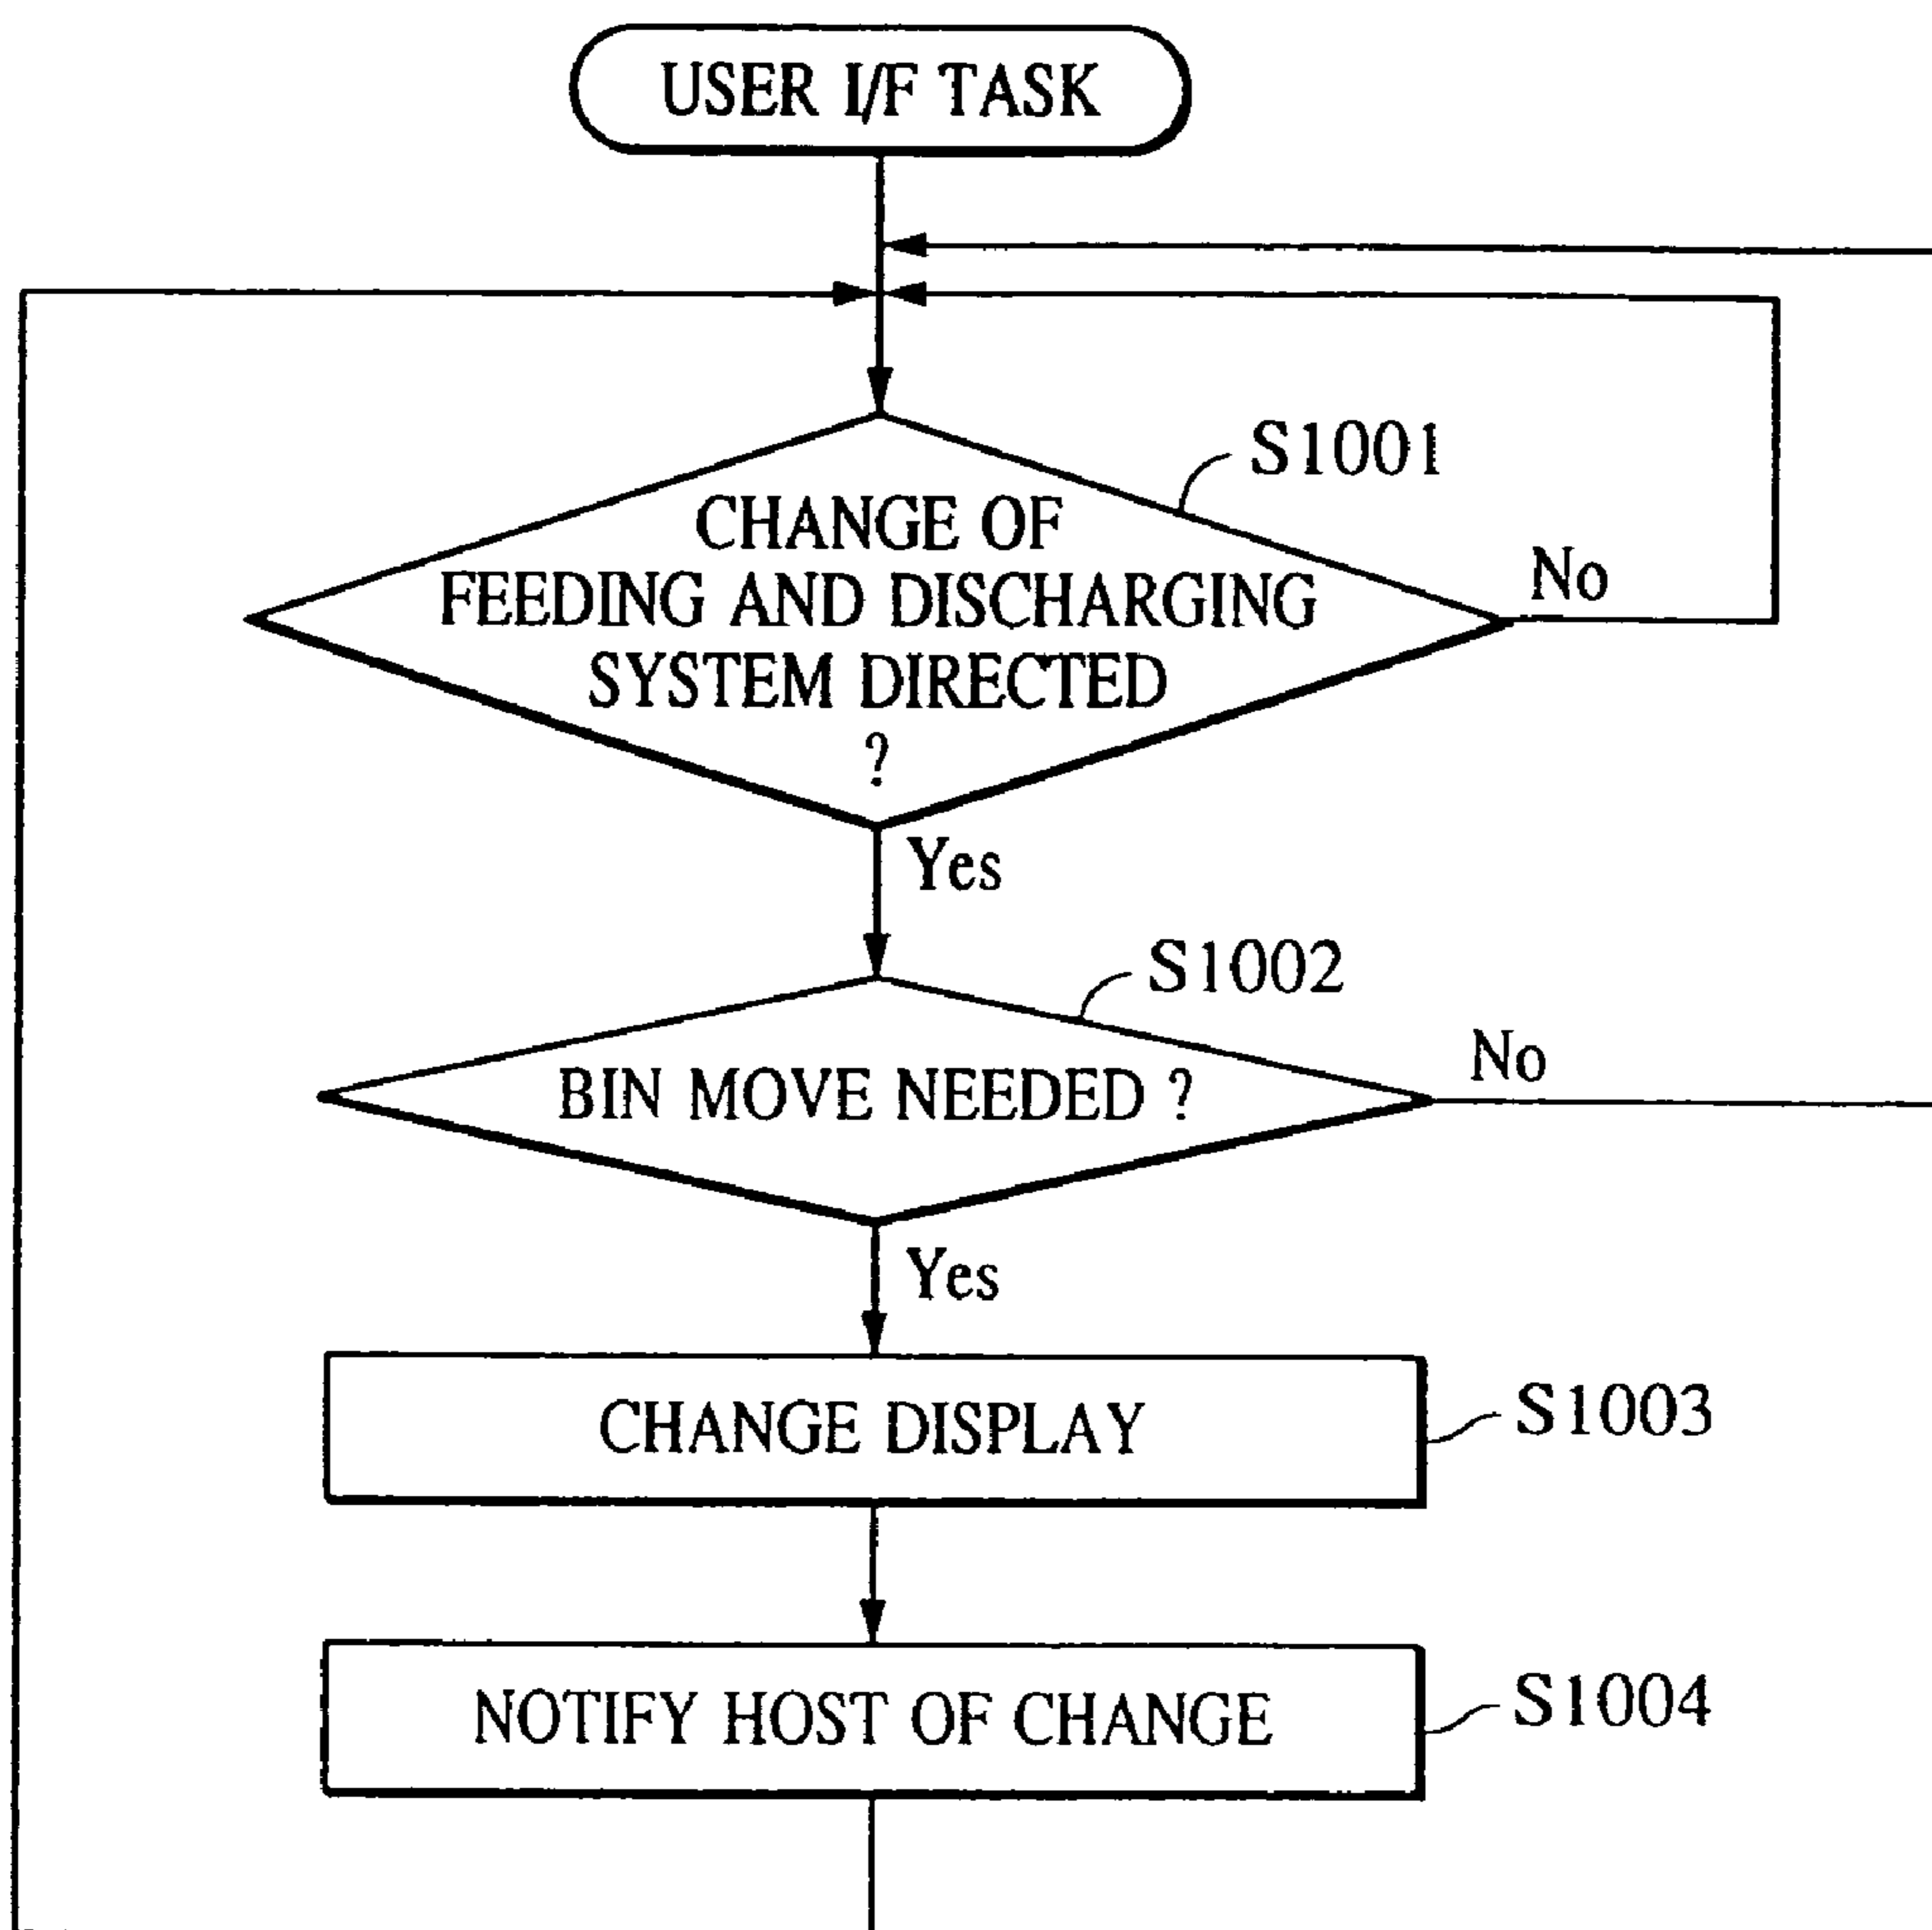 USER I/F TASK
S1001
CHANGE OF
FEEDING AND DISCHARGING
SYSTEM DIRECTED
?
No
Yes
S1002
BIN MOVE NEEDED ?
No
Yes
CHANGE DISPLAY
S1003
NOTIFY HOST OF CHANGE
S1004